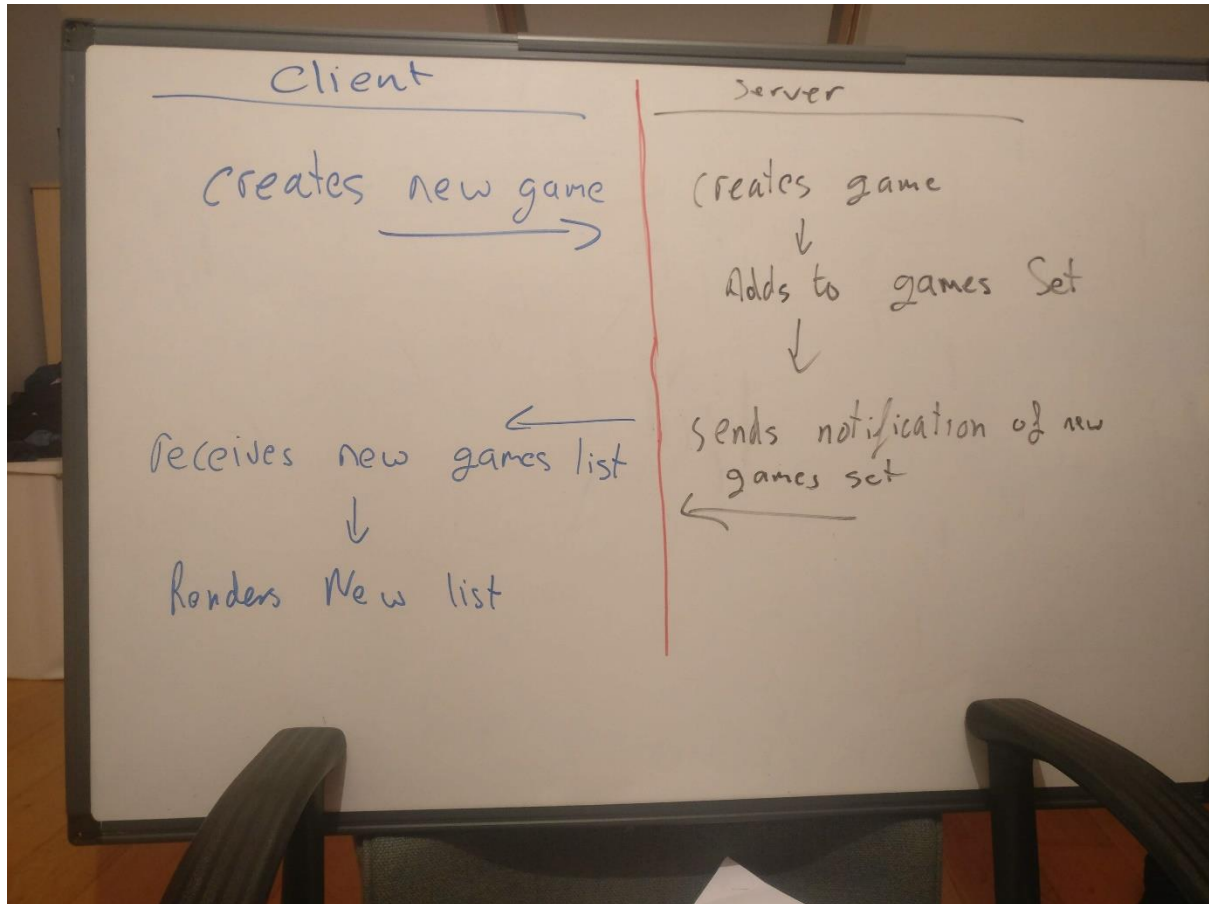 Client
creates new game
receives new games list
Renders New list
Server
creates game
Adds to games Set
sends notification of new
games set